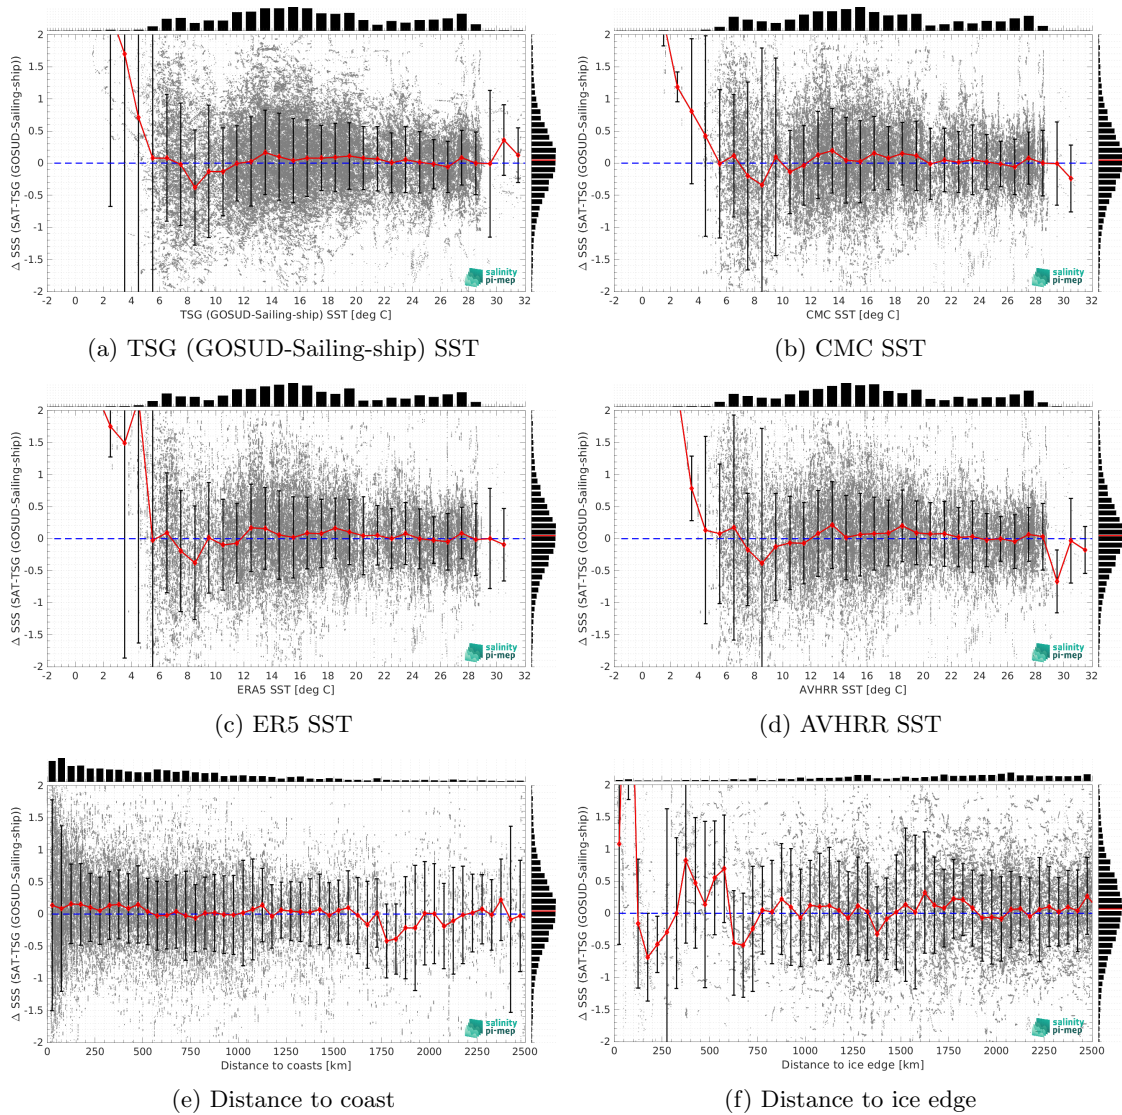 2
1.5
1
0.5
0
-0.5
-1
-1.5
-2
Δ SSS (SAT-TSG (GOSUD-Sailing-ship))
-2 0 2 4 6 8 10 12 14 16 18 20 22 24 26 28 30 32
TSG (GOSUD-Sailing-ship) SST [deg C]
salinity
pi-mep
(a) TSG (GOSUD-Sailing-ship) SST
2
1.5
1
0.5
0
-0.5
-1
-1.5
-2
Δ SSS (SAT-TSG (GOSUD-Sailing-ship))
-2 0 2 4 6 8 10 12 14 16 18 20 22 24 26 28 30 32
CMC SST [deg C]
salinity
pi-mep
(b) CMC SST
2
1.5
1
0.5
0
-0.5
-1
-1.5
-2
Δ SSS (SAT-TSG (GOSUD-Sailing-ship))
-2 0 2 4 6 8 10 12 14 16 18 20 22 24 26 28 30 32
ERA5 SST [deg C]
salinity
pi-mep
(c) ER5 SST
2
1.5
1
0.5
0
-0.5
-1
-1.5
-2
Δ SSS (SAT-TSG (GOSUD-Sailing-ship))
-2 0 2 4 6 8 10 12 14 16 18 20 22 24 26 28 30 32
AVHRR SST [deg C]
salinity
pi-mep
(d) AVHRR SST
2
1.5
1
0.5
0
-0.5
-1
-1.5
-2
Δ SSS (SAT-TSG (GOSUD-Sailing-ship))
0 250 500 750 1000 1250 1500 1750 2000 2250 2500
Distance to coasts [km]
salinity
pi-mep
(e) Distance to coast
2
1.5
1
0.5
0
-0.5
-1
-1.5
-2
Δ SSS (SAT-TSG (GOSUD-Sailing-ship))
0 250 500 750 1000 1250 1500 1750 2000 2250 2500
Distance to ice edge [km]
salinity
pi-mep
(f) Distance to ice edge